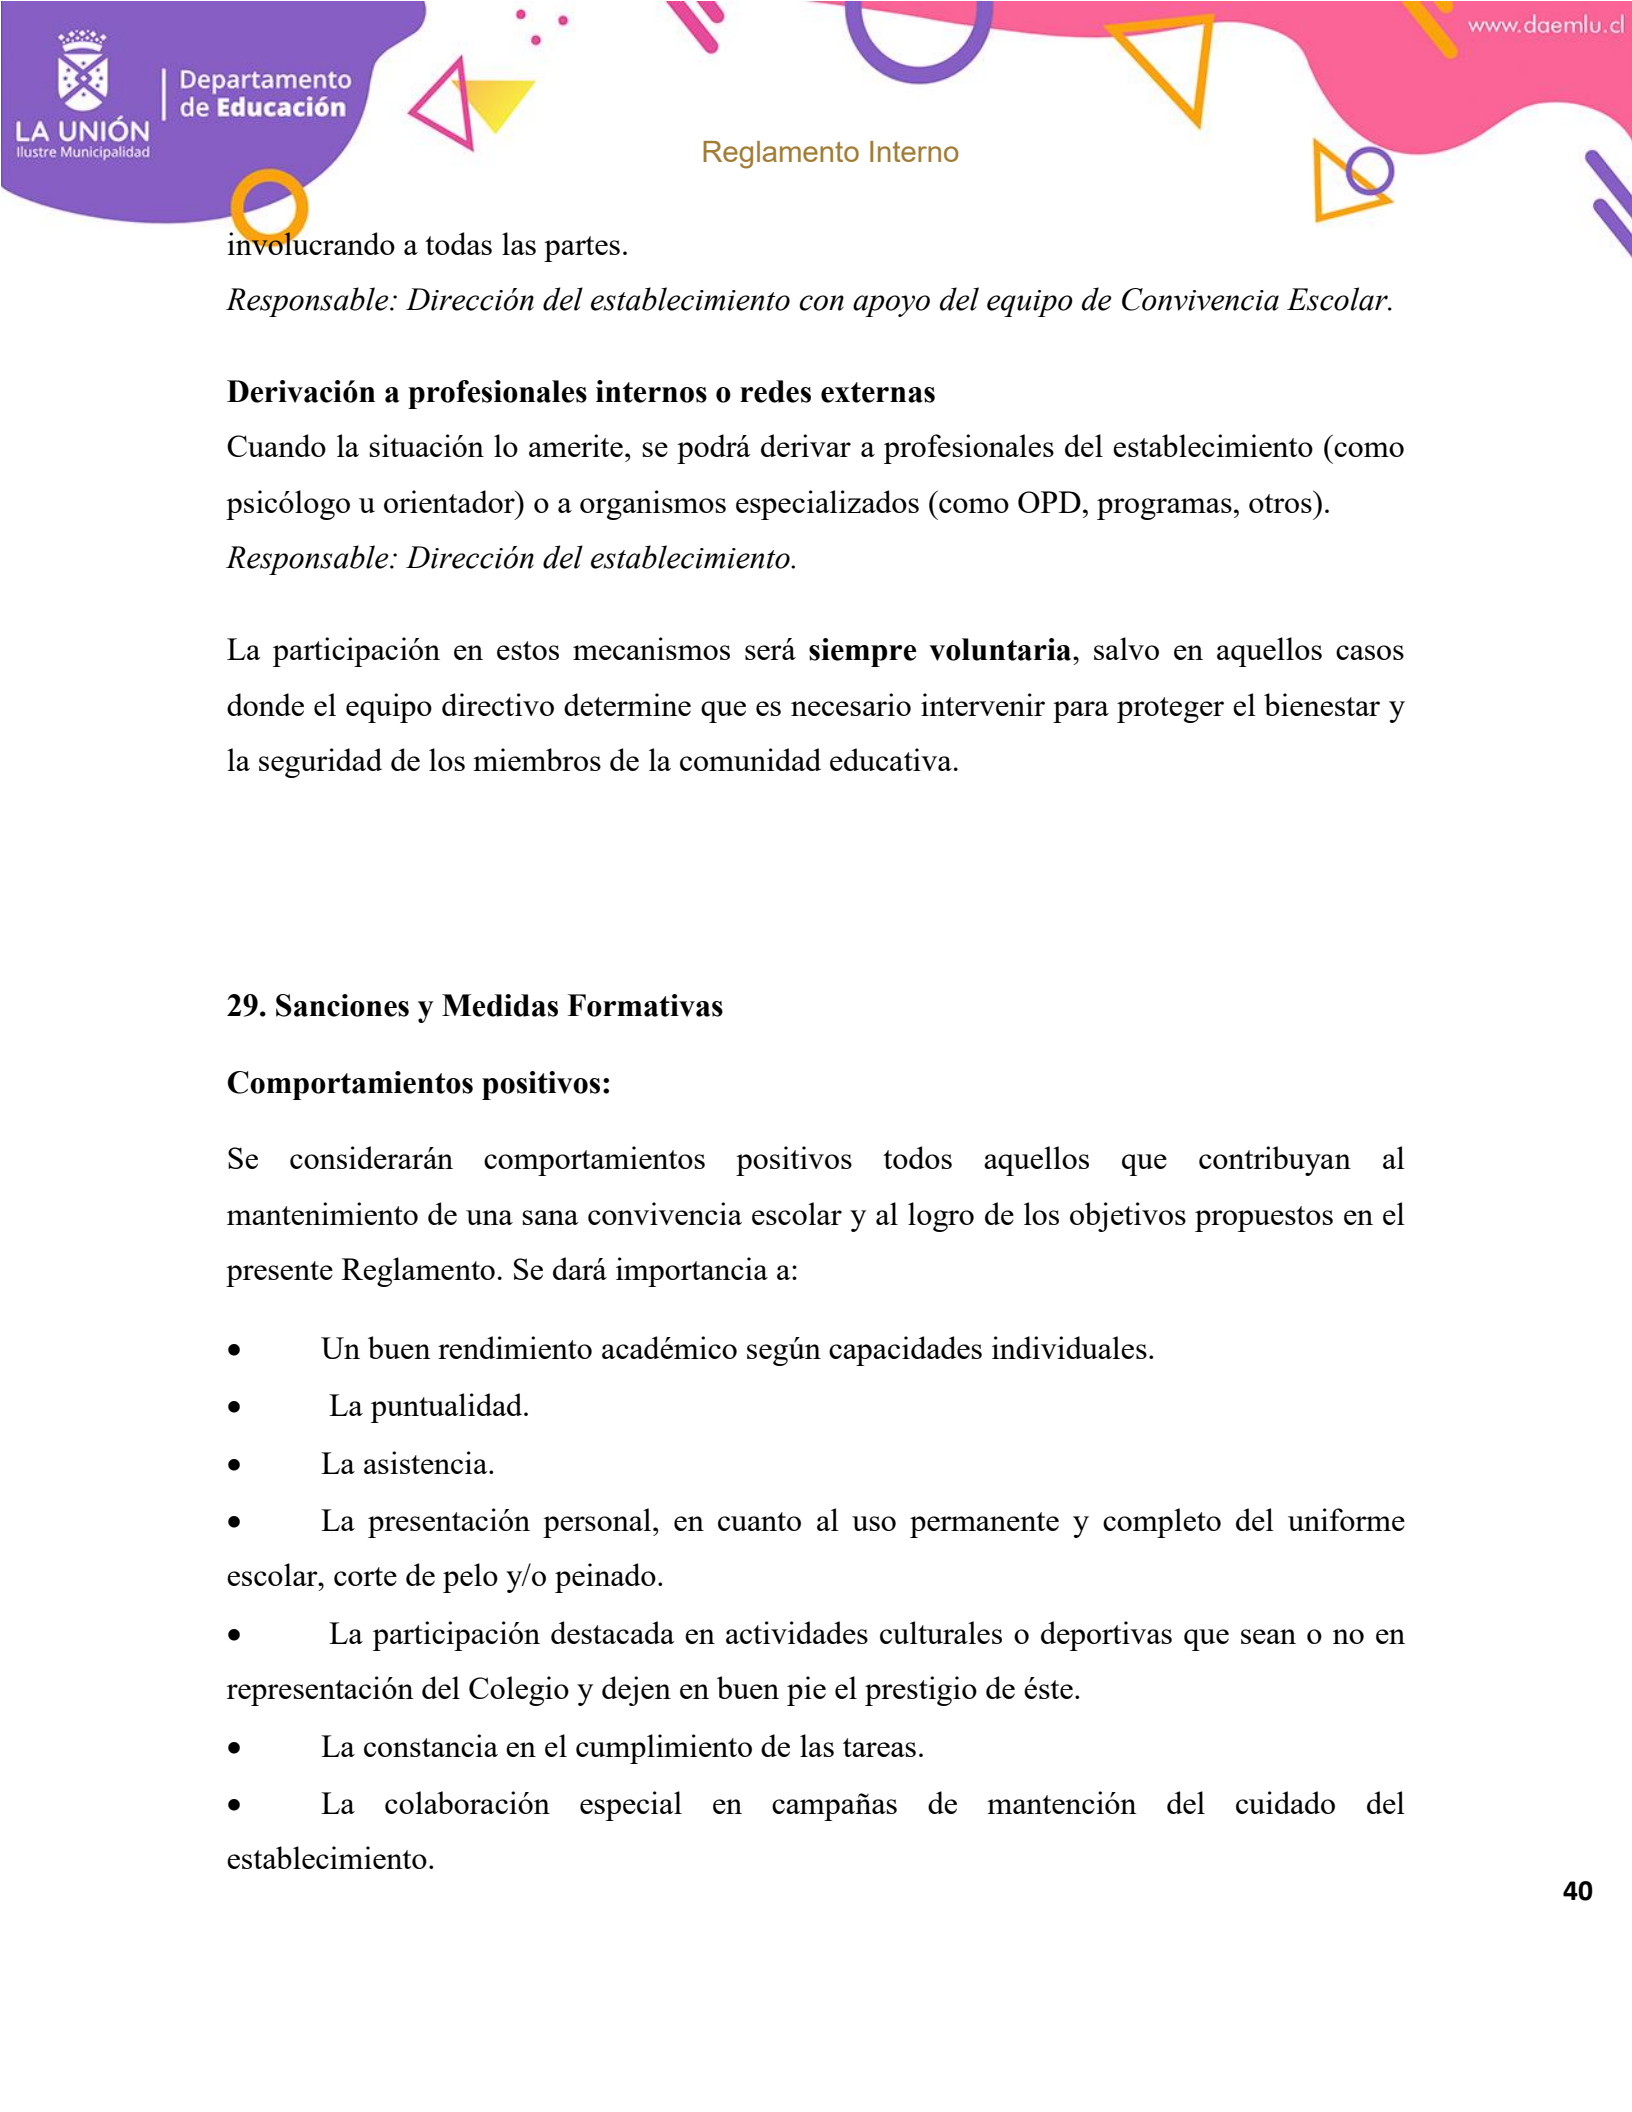 www.daemlu.cl
Departamento
de Educación
LA UNIÓN
Ilustre Municipalidad
Reglamento Interno
involucrando a todas las partes.
Responsable: Dirección del establecimiento con apoyo del equipo de Convivencia Escolar.
Derivación a profesionales internos o redes externas
Cuando la situación lo amerite, se podrá derivar a profesionales del establecimiento (como
psicólogo u orientador) o a organismos especializados (como OPD, programas, otros).
Responsable: Dirección del establecimiento.
La participación en estos mecanismos será siempre voluntaria, salvo en aquellos casos
donde el equipo directivo determine que es necesario intervenir para proteger el bienestar y
la seguridad de los miembros de la comunidad educativa.
29. Sanciones y Medidas Formativas
Comportamientos positivos:
Se considerarán comportamientos positivos todos aquellos que contribuyan al
mantenimiento de una sana convivencia escolar y al logro de los objetivos propuestos en el
presente Reglamento. Se dará importancia a:
• Un buen rendimiento académico según capacidades individuales.
• La puntualidad.
• La asistencia.
• La presentación personal, en cuanto al uso permanente y completo del uniforme
escolar, corte de pelo y/o peinado.
• La participación destacada en actividades culturales o deportivas que sean o no en
representación del Colegio y dejen en buen pie el prestigio de éste.
• La constancia en el cumplimiento de las tareas.
• La colaboración especial en campañas de mantención del cuidado del
establecimiento.
40